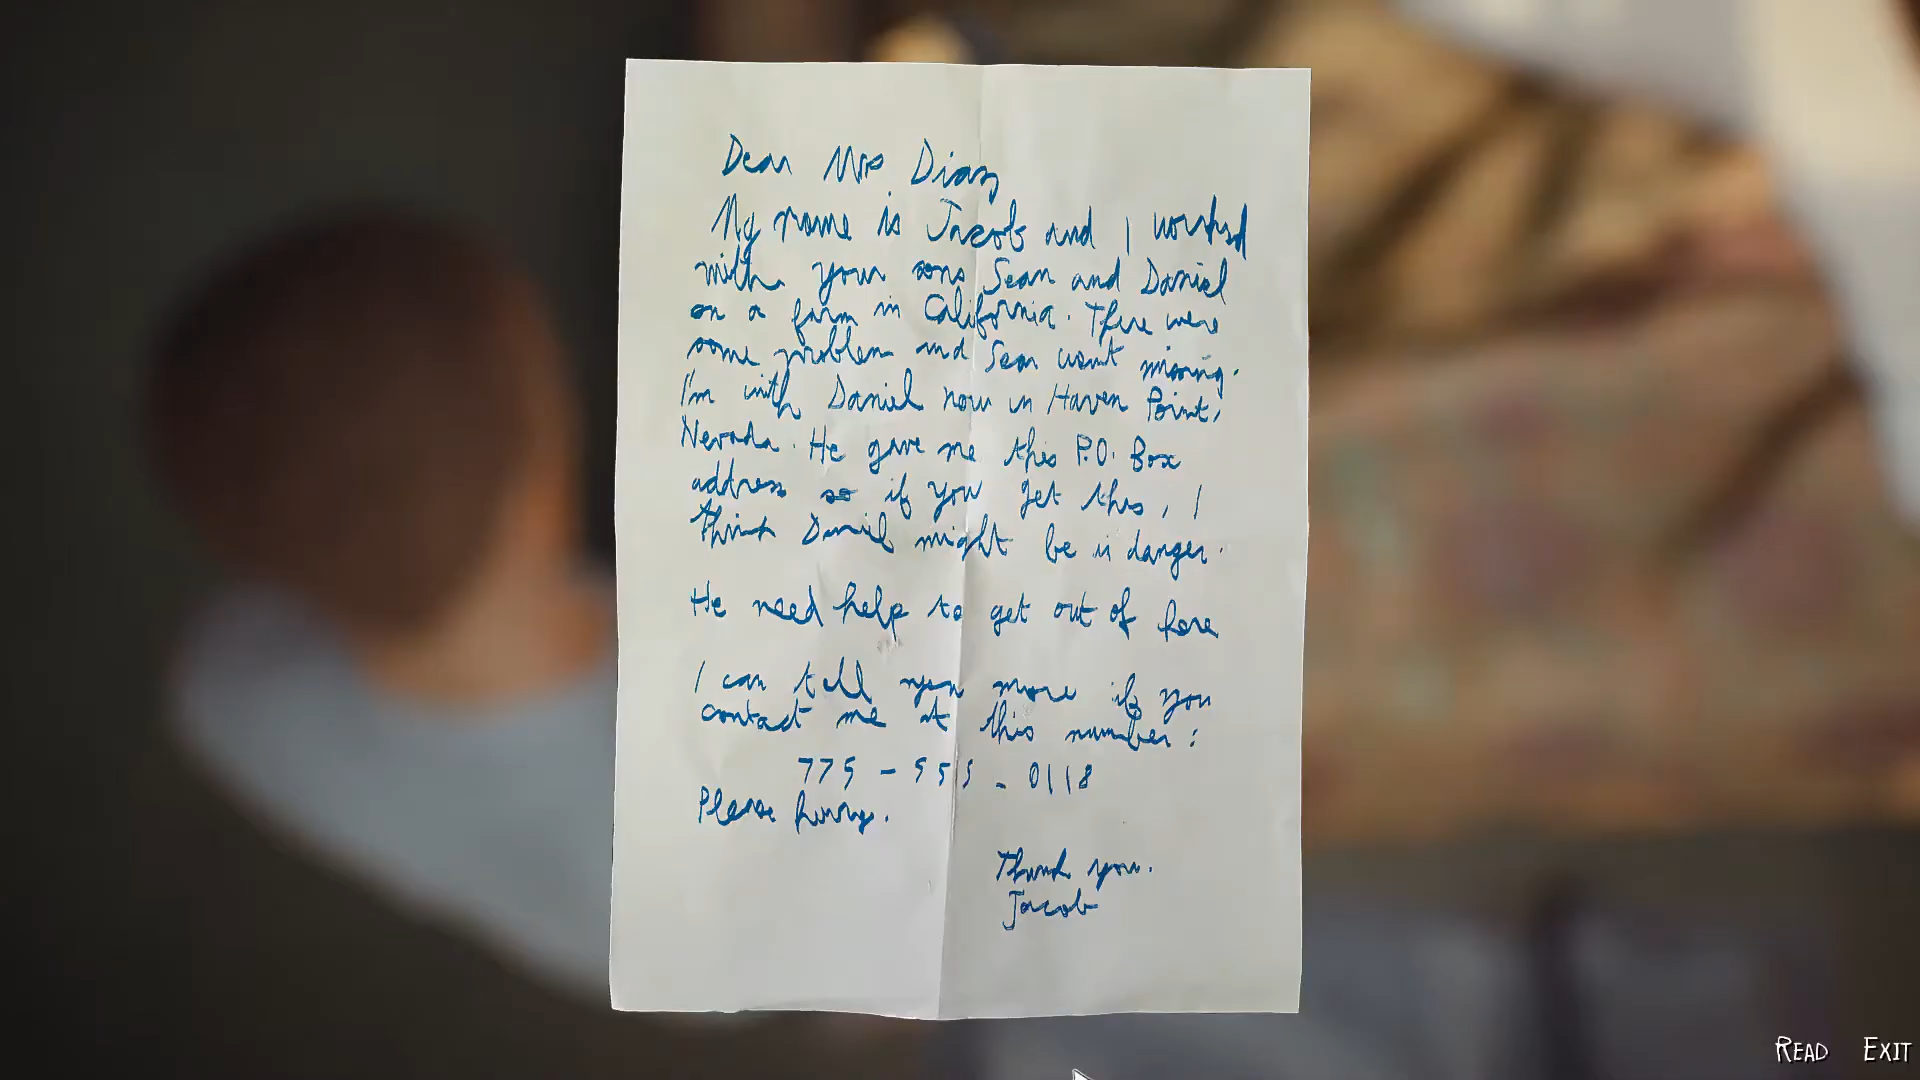 Dear Mrs Diaz
My name is Jacob and I worked
with your sons Sean and Daniel
on a farm in California. There were
some problem and Sean went missing.
I'm with Daniel now in Haven Point,
Nevada. He gave me this P.O. Box
address so if you get this, I
think Daniel might be in danger.
He need help to get out of here
I can tell you more if you
contact me at this number:
775-555-0118
Please hurry.
Thank you.
Jacob
READ EXIT